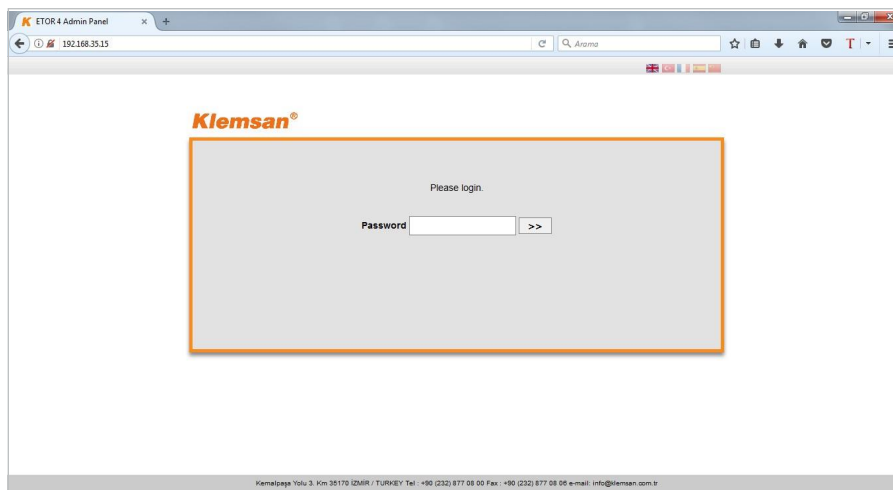 K ETOR 4 Admin Panel
192.168.35.15
Arama
Klemsan®
Please login.
Password >>
Kemalpaşa Yolu 3. Km 35170 İZMİR / TURKEY Tel : +90 (232) 877 08 00 Fax : +90 (232) 877 08 06 e-mail: info@klemsan.com.tr